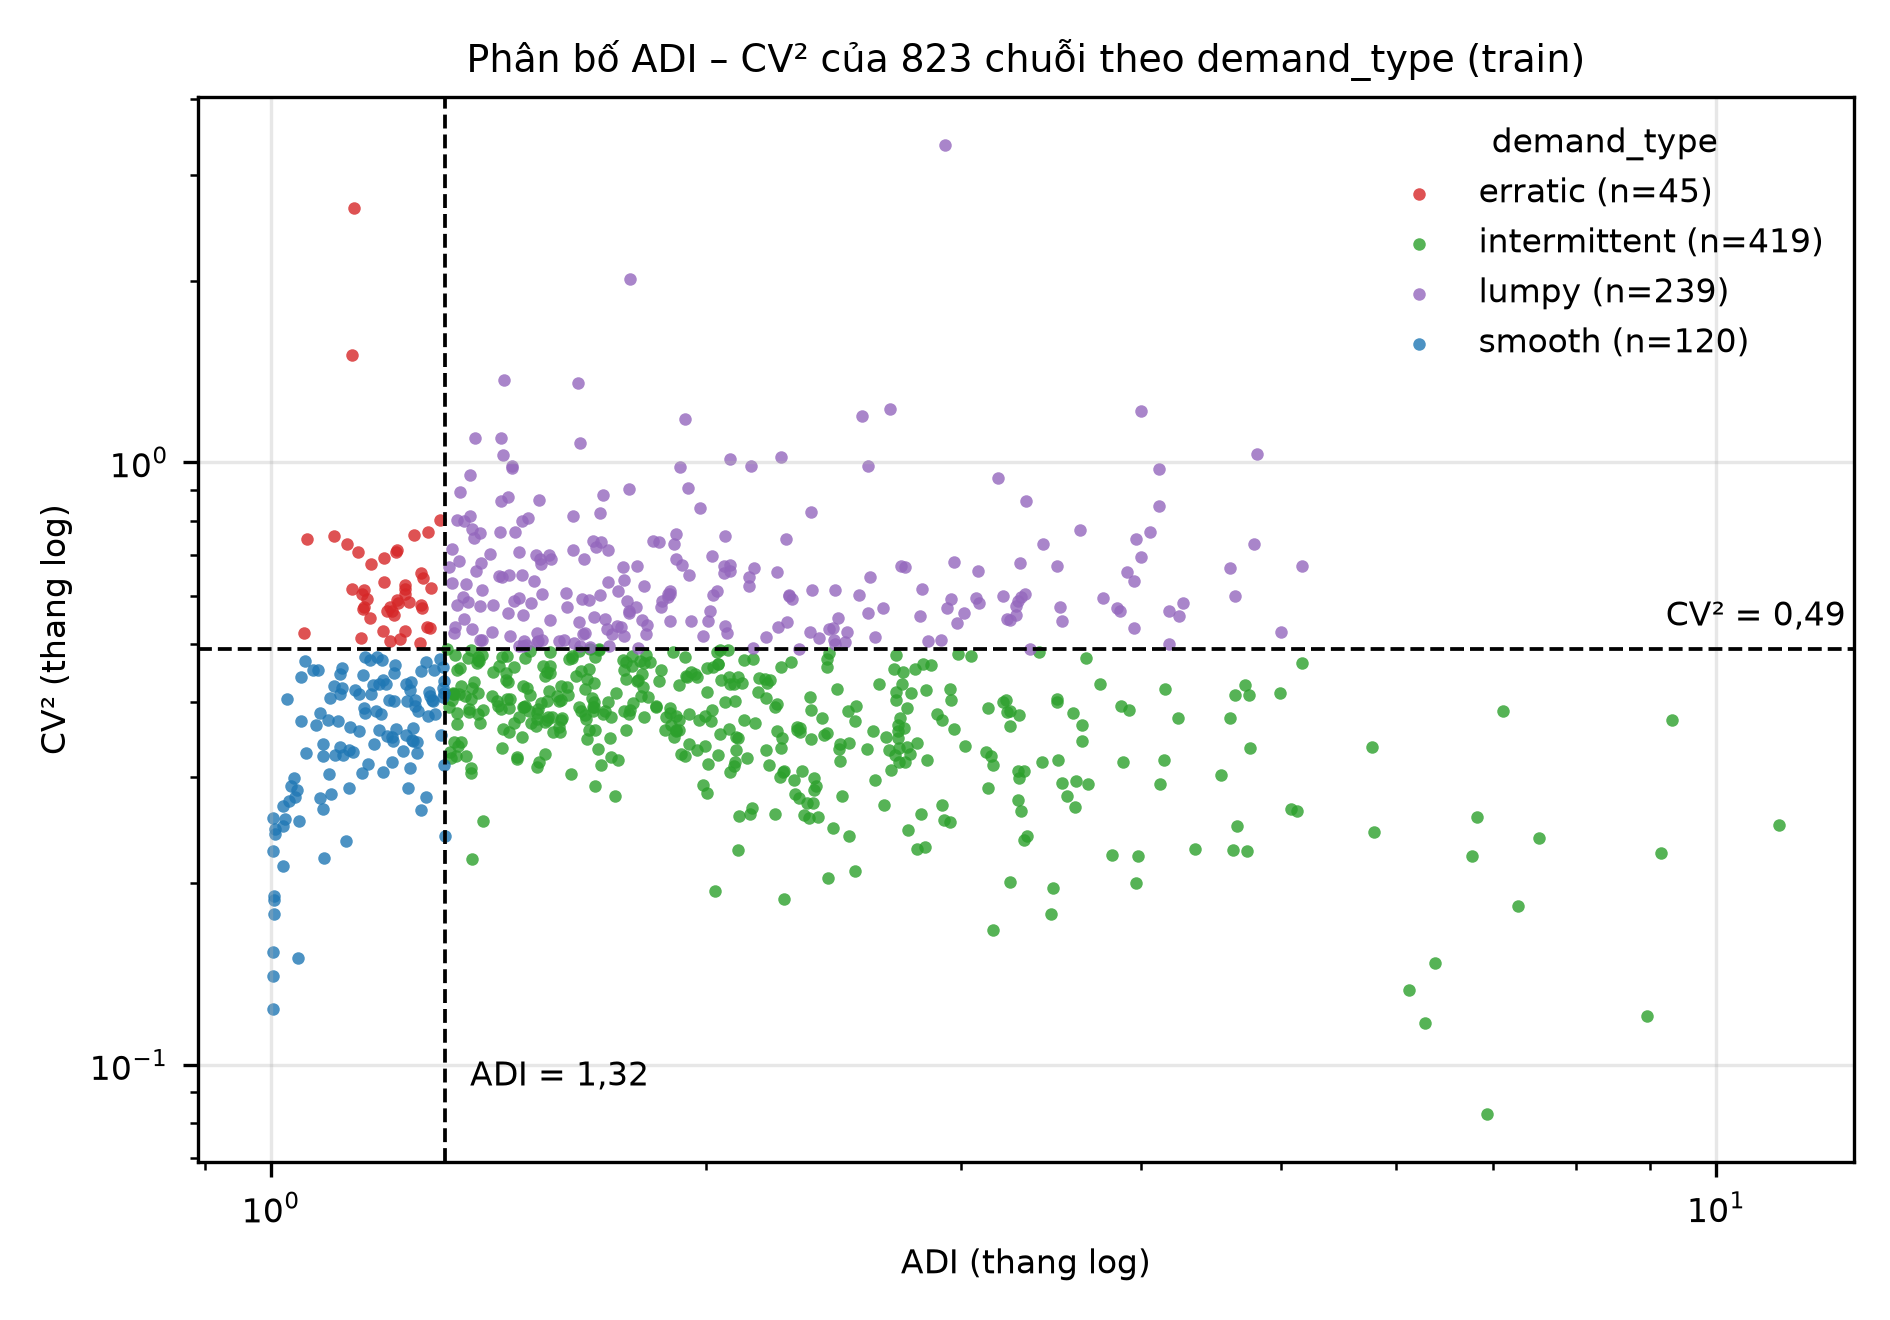 Phân bố ADI – CV² của 823 chuỗi theo demand_type (train)
demand_type
erratic (n=45)
intermittent (n=419)
lumpy (n=239)
smooth (n=120)
CV² (thang log)
10⁰
10⁻¹
CV² = 0,49
ADI = 1,32
10⁰
10¹
ADI (thang log)